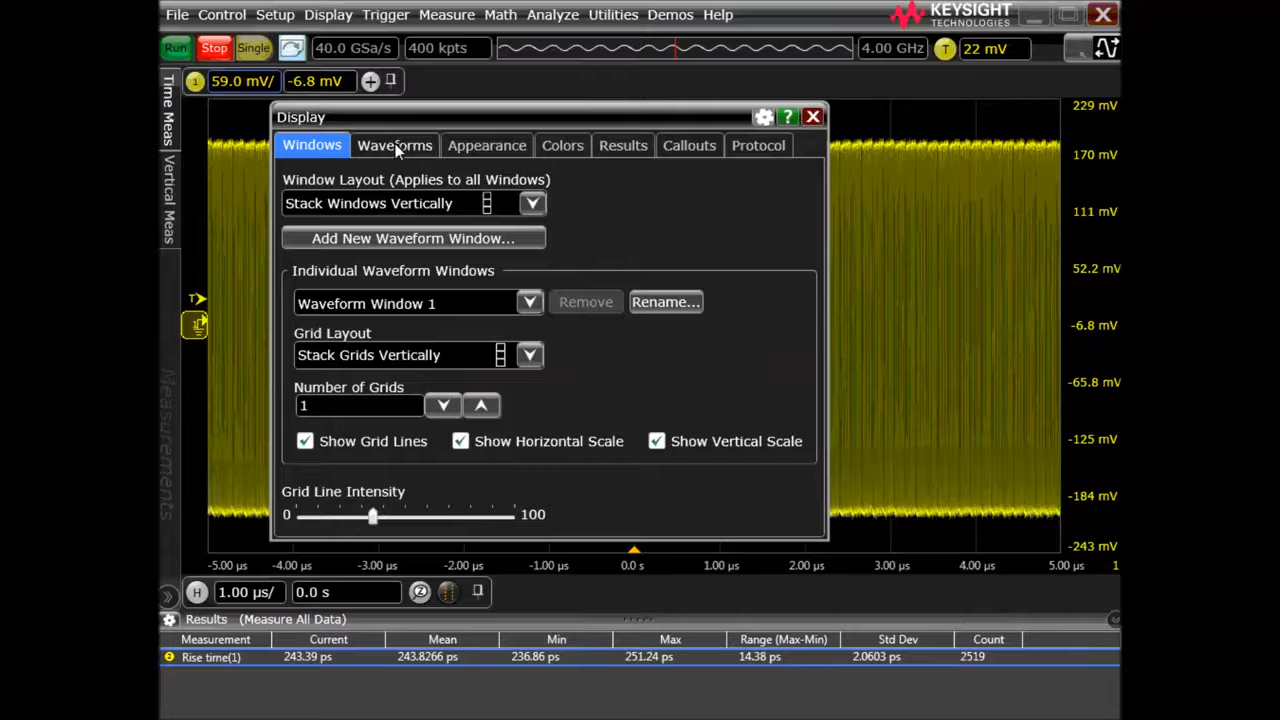 File Control Setup Display Trigger Measure Math Analyze Utilities Demos Help
KEYSIGHT
TECHNOLOGIES
Run Stop Single 40.0 GSa/s 400 kpts 4.00 GHz T 22 mV
1 59.0 mV/ -6.8 mV
Time Meas
Vertical Meas
Measurements
229 mV
170 mV
111 mV
52.2 mV
-6.8 mV
-65.8 mV
-125 mV
-184 mV
-243 mV
T
Display
?
Windows Waveforms Appearance Colors Results Callouts Protocol
Window Layout (Applies to all Windows)
Stack Windows Vertically
Add New Waveform Window...
Individual Waveform Windows
Waveform Window 1 Remove Rename...
Grid Layout
Stack Grids Vertically
Number of Grids
1
Show Grid Lines Show Horizontal Scale Show Vertical Scale
Grid Line Intensity
0 100
-5.00 µs -4.00 µs -3.00 µs -2.00 µs -1.00 µs 0.0 s 1.00 µs 2.00 µs 3.00 µs 4.00 µs 5.00 µs 1
H 1.00 µs/ 0.0 s
Results (Measure All Data)
Measurement Current Mean Min Max Range (Max-Min) Std Dev Count
2 Rise time(1) 243.39 ps 243.8266 ps 236.86 ps 251.24 ps 14.38 ps 2.0603 ps 2519